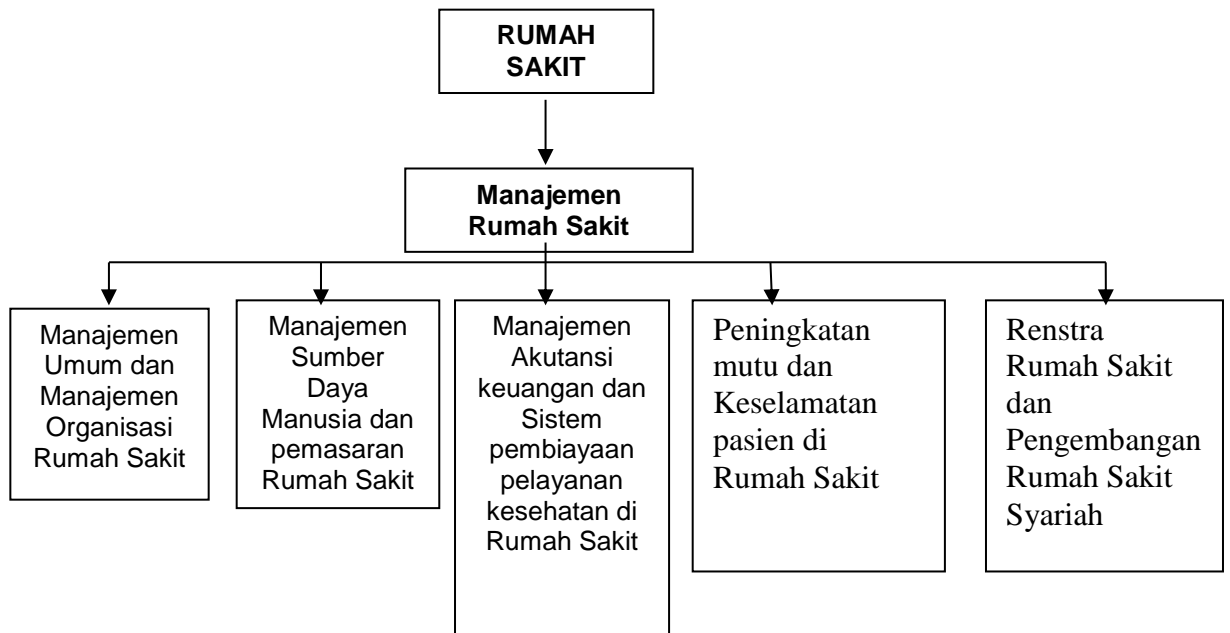 RUMAH
SAKIT
Manajemen
Rumah Sakit
Manajemen
Umum dan
Manajemen
Organisasi
Rumah Sakit
Manajemen
Sumber
Daya
Manusia dan
pemasaran
Rumah Sakit
Manajemen
Akutansi
keuangan dan
Sistem
pembiayaan
pelayanan
kesehatan di
Rumah Sakit
Peningkatan
mutu dan
Keselamatan
pasien di
Rumah Sakit
Renstra
Rumah Sakit
dan
Pengembangan
Rumah Sakit
Syariah